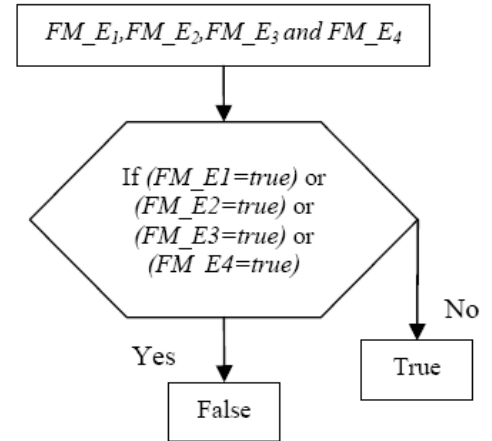 FM_E₁,FM_E₂,FM_E₃ and FM_E₄
If (FM_E1=true) or
(FM_E2=true) or
(FM_E3=true) or
(FM_E4=true)
No
Yes
True
False